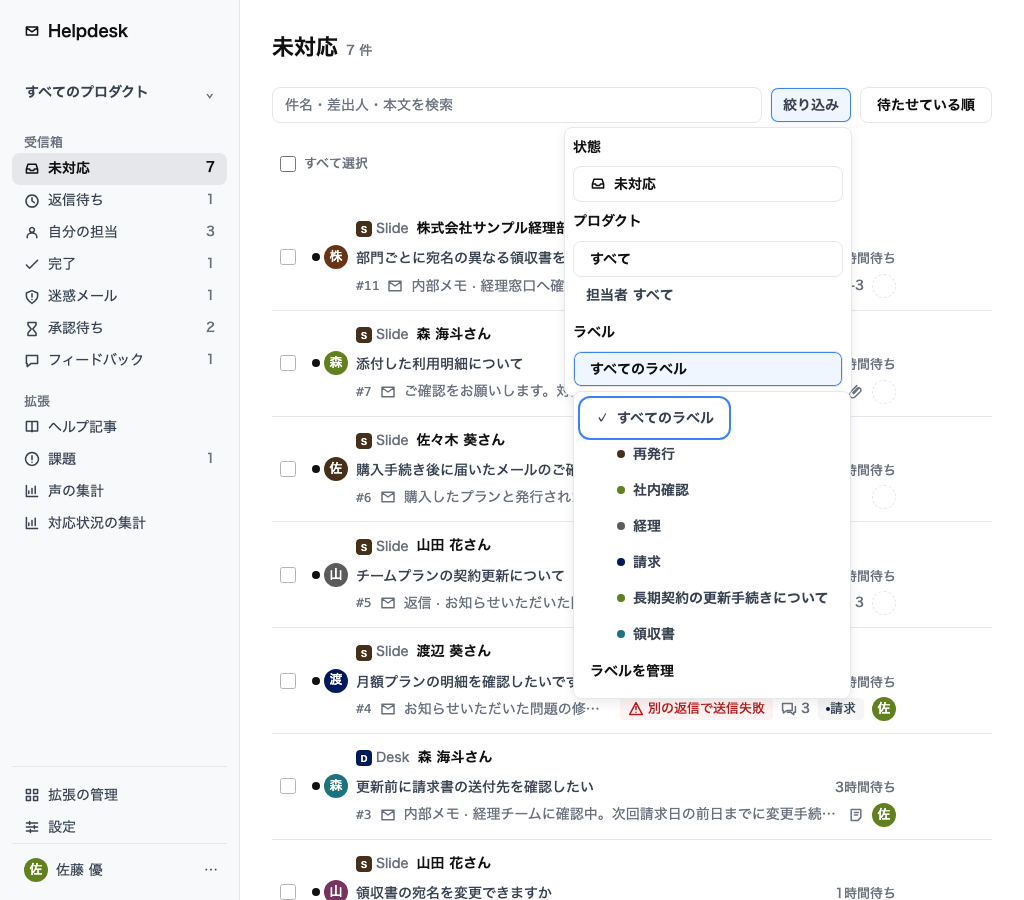 Helpdesk
すべてのプロダクト
受信箱
未対応 7
返信待ち 1
自分の担当 3
完了 1
迷惑メール 1
承認待ち 2
フィードバック 1
拡張
ヘルプ記事
課題 1
声の集計
対応状況の集計
拡張の管理
設定
佐 佐藤 優 …
未対応 7 件
件名・差出人・本文を検索
絞り込み
待たせている順
すべて選択
状態
未対応
プロダクト
すべて
担当者 すべて
ラベル
すべてのラベル
✓ すべてのラベル
再発行
社内確認
経理
請求
長期契約の更新手続きについて
領収書
ラベルを管理
S Slide 株式会社サンプル経理部
株 部門ごとに宛名の異なる領収書を 時間待ち
#11 内部メモ · 経理窓口へ確 3
S Slide 森 海斗さん
森 添付した利用明細について 時間待ち
#7 ご確認をお願いします。対
S Slide 佐々木 葵さん
佐 購入手続き後に届いたメールのご確 時間待ち
#6 購入したプランと発行され
S Slide 山田 花さん
山 チームプランの契約更新について 時間待ち
#5 返信 · お知らせいただいた 3
S Slide 渡辺 葵さん
渡 月額プランの明細を確認したいです 時間待ち
#4 お知らせいただいた問題の修… 別の返信で送信失敗 3 •請求 佐
D Desk 森 海斗さん
森 更新前に請求書の送付先を確認したい 3時間待ち
#3 内部メモ · 経理チームに確認中。次回請求日の前日までに変更手続… 佐
S Slide 山田 花さん
山 領収書の宛名を変更できますか 1時間待ち